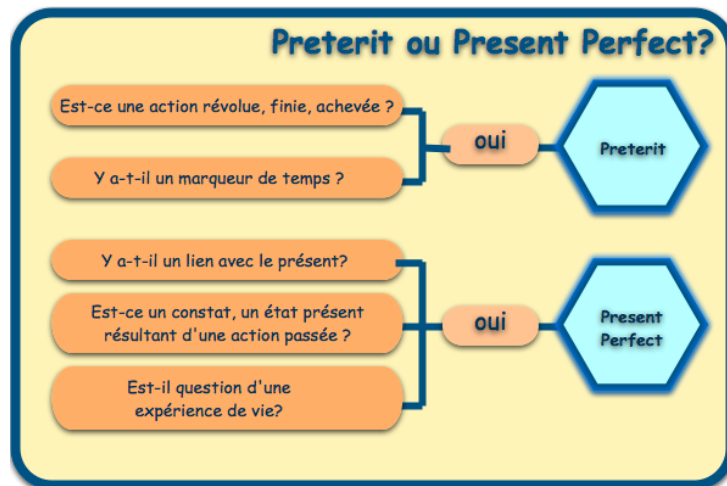 Preterit ou Present Perfect?
Est-ce une action révolue, finie, achevée ?
oui
Preterit
Y a-t-il un marqueur de temps ?
Y a-t-il un lien avec le présent?
Est-ce un constat, un état présent
résultant d'une action passée ?
oui
Present
Perfect
Est-il question d'une
expérience de vie?